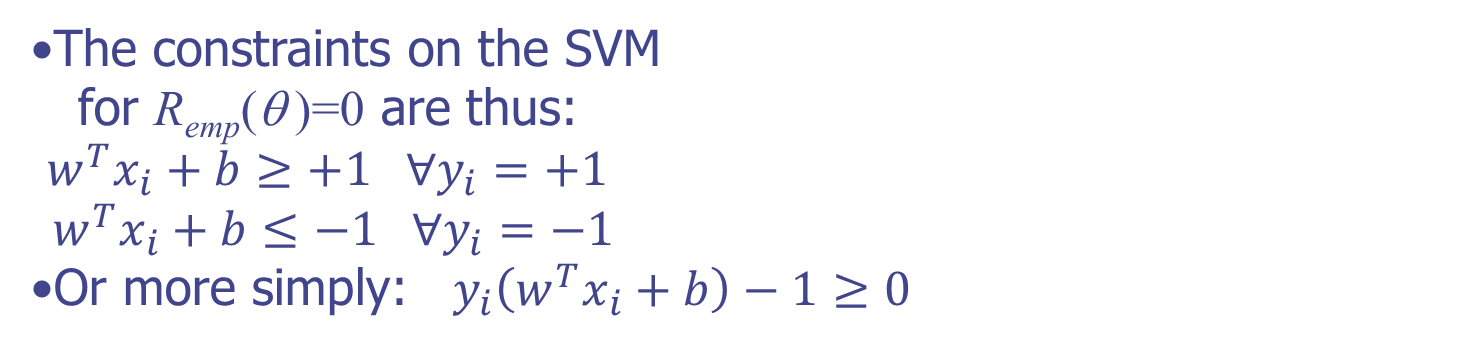 •The constraints on the SVM
for R_emp(θ)=0 are thus:
w^T x_i + b ≥ +1 ∀y_i = +1
w^T x_i + b ≤ −1 ∀y_i = −1
•Or more simply: y_i(w^T x_i + b) − 1 ≥ 0